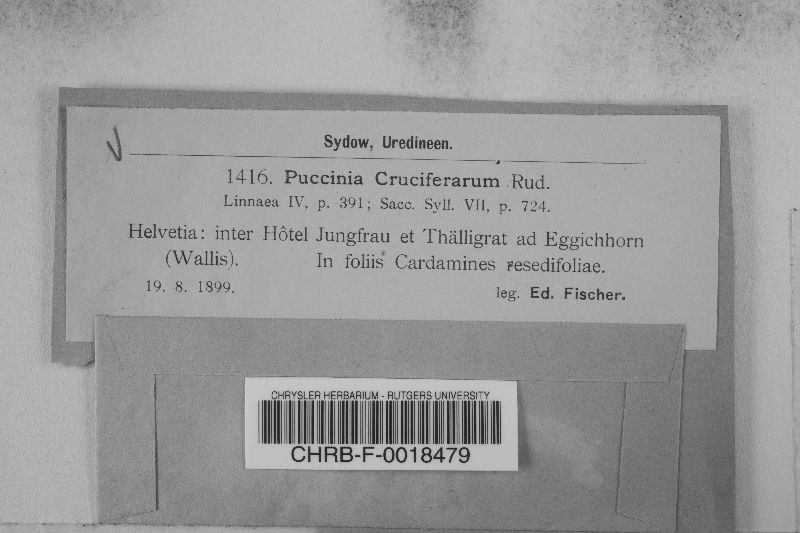 Sydow, Uredineen.
1416. Puccinia Cruciferarum Rud.
Linnaea IV, p. 391; Sacc. Syll. VII, p. 724.
Helvetia: inter Hôtel Jungfrau et Thälligrat ad Eggichhorn
(Wallis). In foliis Cardamines resedifoliae.
19. 8. 1899. leg. Ed. Fischer.
CHRYSLER HERBARIUM - RUTGERS UNIVERSITY
CHRB-F-0018479